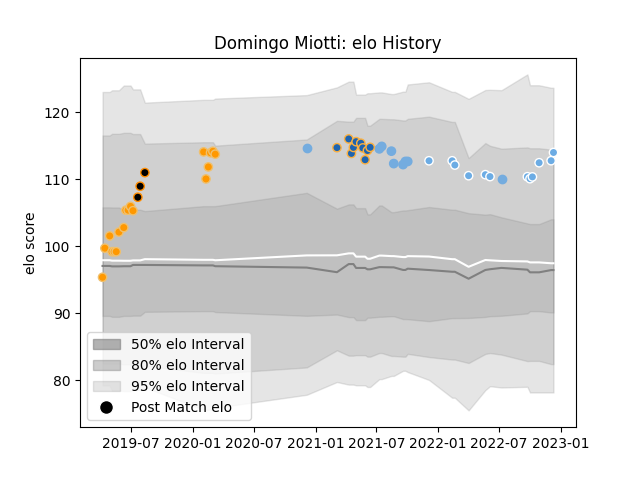 Domingo Miotti: elo History
elo score
120
110
100
90
80
50% elo Interval
80% elo Interval
95% elo Interval
Post Match elo
2019-07 2020-01 2020-07 2021-01 2021-07 2022-01 2022-07 2023-01